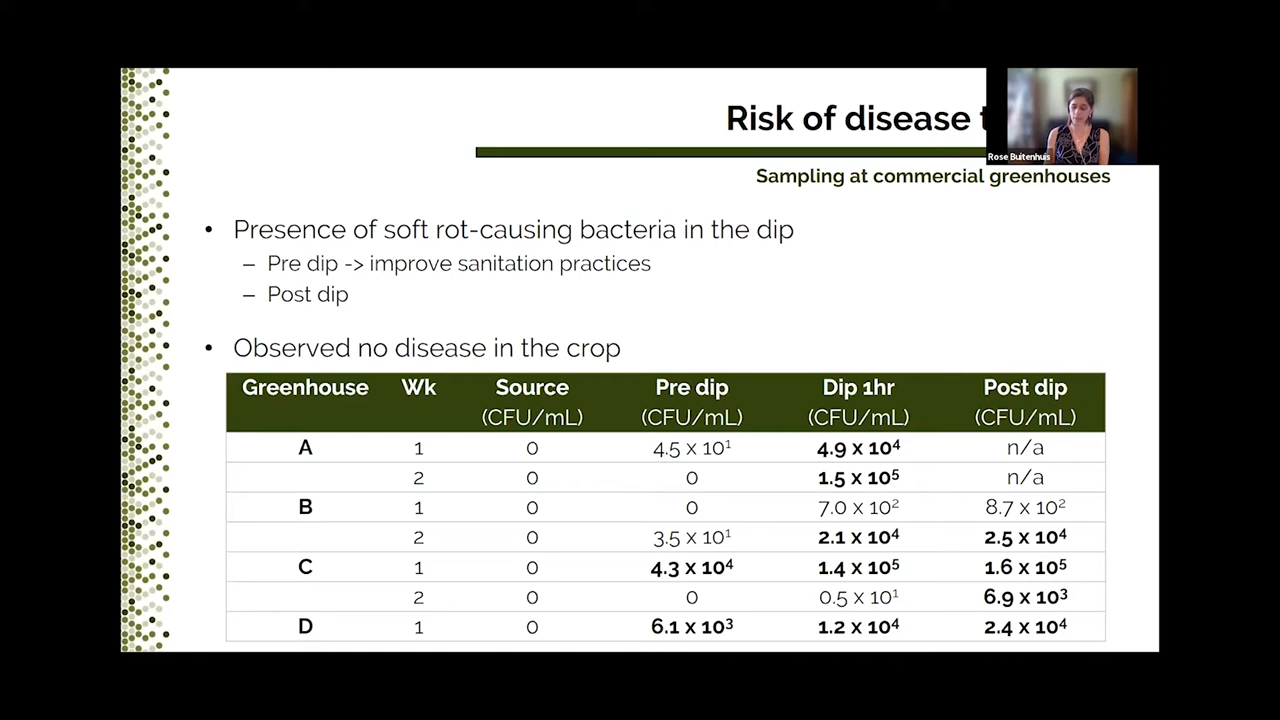 Risk of disease
Rose Buitenhuis
Sampling at commercial greenhouses
• Presence of soft rot-causing bacteria in the dip
– Pre dip -> improve sanitation practices
– Post dip
• Observed no disease in the crop
Greenhouse Wk Source Pre dip Dip 1hr Post dip
(CFU/mL) (CFU/mL) (CFU/mL) (CFU/mL)
A 1 0 4.5 x 10¹ 4.9 x 10⁴ n/a
2 0 0 1.5 x 10⁵ n/a
B 1 0 0 7.0 x 10² 8.7 x 10²
2 0 3.5 x 10¹ 2.1 x 10⁴ 2.5 x 10⁴
C 1 0 4.3 x 10⁴ 1.4 x 10⁵ 1.6 x 10⁵
2 0 0 0.5 x 10¹ 6.9 x 10³
D 1 0 6.1 x 10³ 1.2 x 10⁴ 2.4 x 10⁴